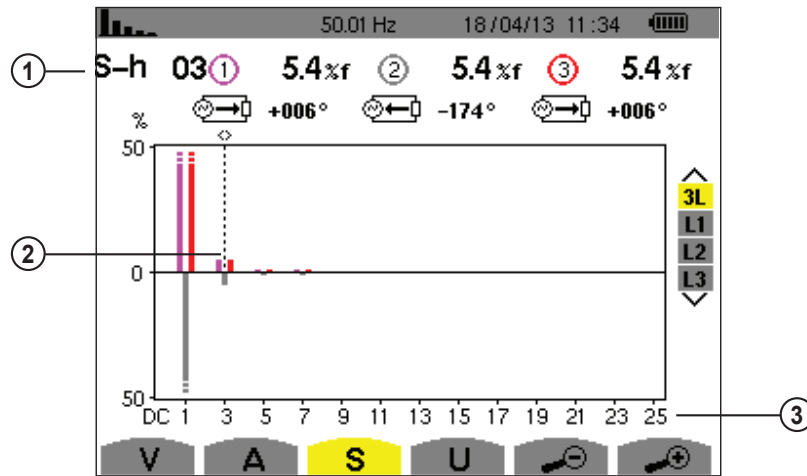 50.01 Hz 18/04/13 11:34
1 S-h 03 1 5.4 %f 2 5.4 %f 3 5.4 %f
+006° -174° +006°
%
50
3L
L1
2 L2
0 L3
50
DC 1 3 5 7 9 11 13 15 17 19 21 23 25 3
V A S U